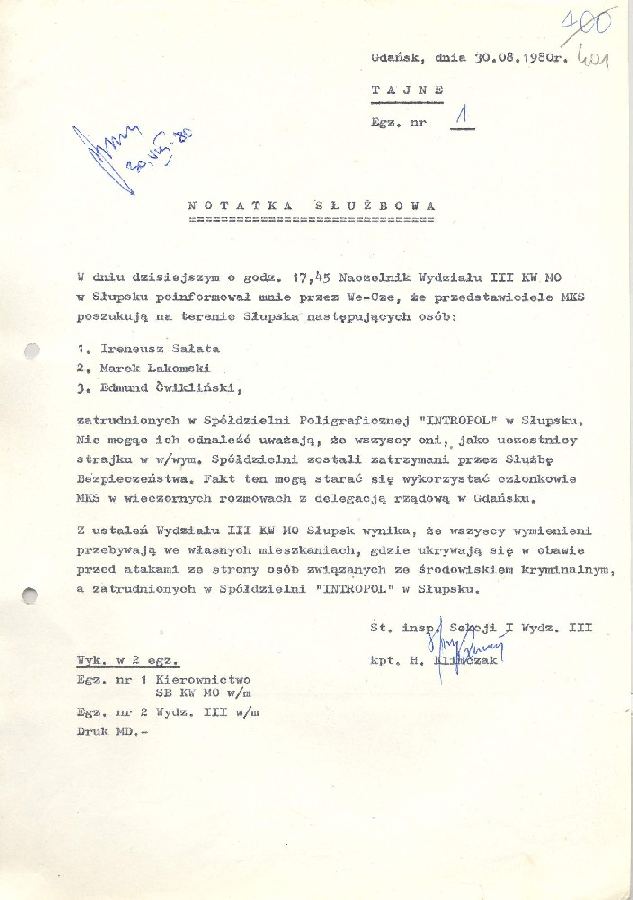 100
401
Gdańsk, dnia 30.08.1980r.
T A J N E
Egz. nr 1
30.VIII.80
N O T A T K A   S Ł U Ż B O W A
W dniu dzisiejszym o godz. 17,45 Naczelnik Wydziału III KW MO
w Słupsku poinformował mnie przez We-Cze, że przedstawiciele MKS
poszukują na terenie Słupska następujących osób:
1. Ireneusz Sałata
2. Marek Lakomski
3. Edmund Ćwikliński,
zatrudnionych w Spółdzielni Poligraficznej "INTROPOL" w Słupsku.
Nie mogąc ich odnaleźć uważają, że wszyscy oni, jako uczestnicy
strajku w w/wym. Spółdzielni zostali zatrzymani przez Służbę
Bezpieczeństwa. Fakt ten mogą starać się wykorzystać członkowie
MKS w wieczornych rozmowach z delegacją rządową w Gdańsku.
Z ustaleń Wydziału III KW MO Słupsk wynika, że wszyscy wymienieni
przebywają we własnych mieszkaniach, gdzie ukrywają się w obawie
przed atakami ze strony osób związanych ze środowiskiem kryminalnym,
a zatrudnionych w Spółdzielni "INTROPOL" w Słupsku.
St. insp. Sekcji I Wydz. III
kpt. H. Klimczak
Wyk. w 2 egz.
Egz. nr 1 Kierownictwo
SB KW MO w/m
Egz. nr 2 Wydz. III w/m
Druk MD.-